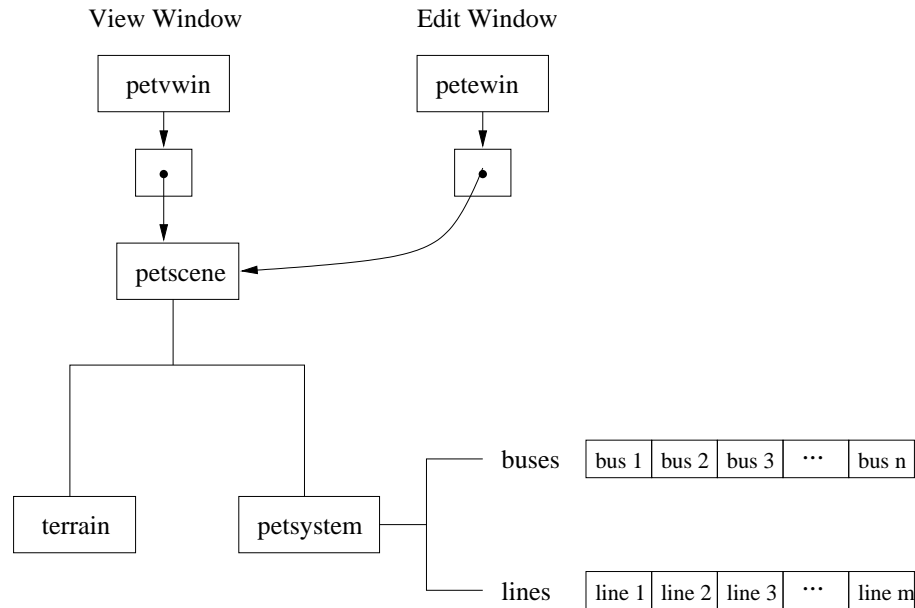 View Window
Edit Window
petvwin
petewin
petscene
buses
bus 1 bus 2 bus 3 ... bus n
terrain
petsystem
lines
line 1 line 2 line 3 ... line m